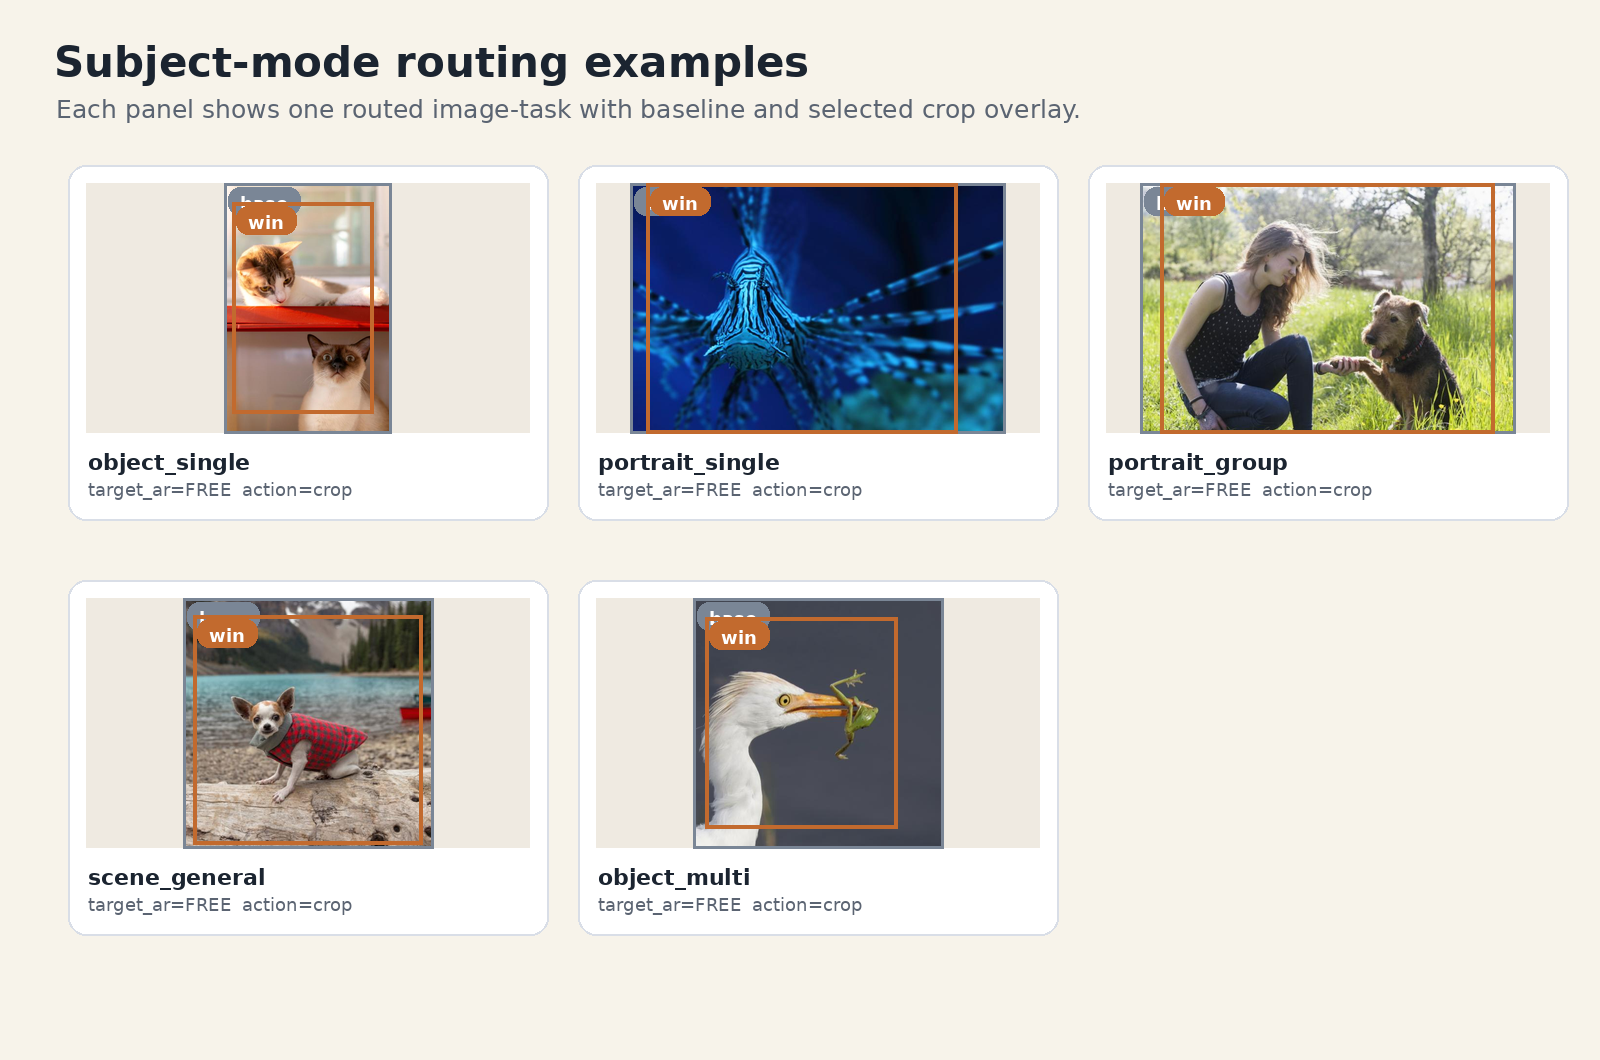 Subject-mode routing examples
Each panel shows one routed image-task with baseline and selected crop overlay.
win
win
win
object_single
target_ar=FREE action=crop
portrait_single
target_ar=FREE action=crop
portrait_group
target_ar=FREE action=crop
win
win
scene_general
target_ar=FREE action=crop
object_multi
target_ar=FREE action=crop